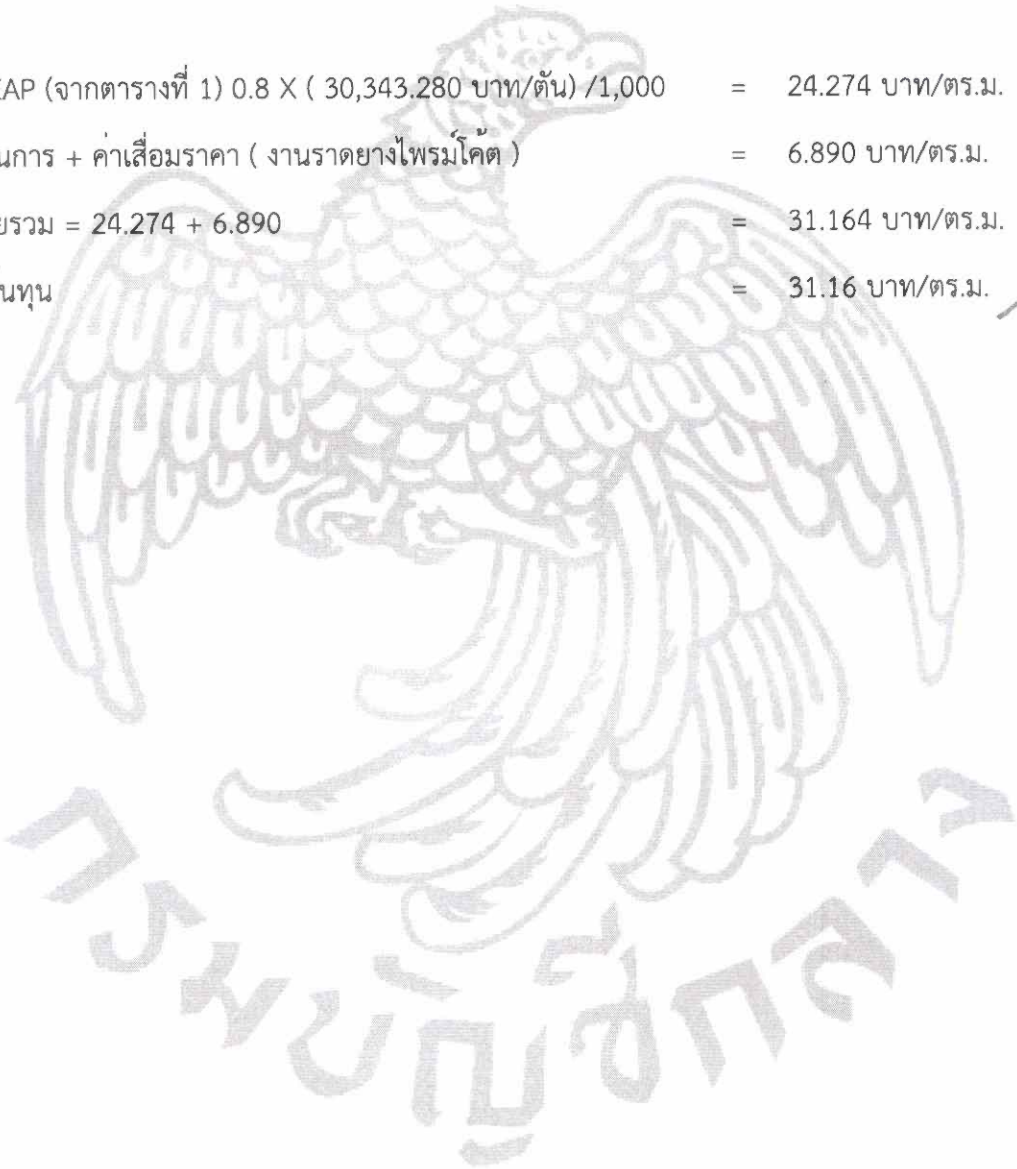 EAP (จากตารางที่ 1) 0.8 X ( 30,343.280 บาท/ตัน) /1,000 = 24.274 บาท/ตร.ม.
นการ + ค่าเสื่อมราคา ( งานราดยางไพรม์โค้ต ) = 6.890 บาท/ตร.ม.
ยรวม = 24.274 + 6.890 = 31.164 บาท/ตร.ม.
นทุน = 31.16 บาท/ตร.ม.
กรมบัญชีกลาง